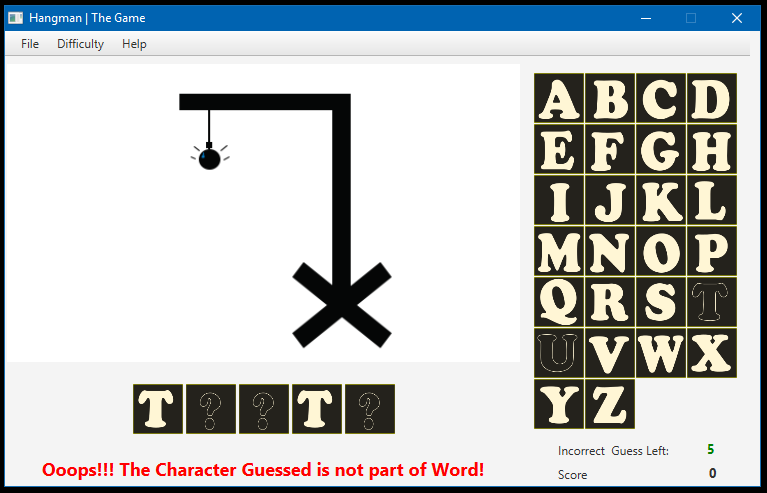 Hangman | The Game
File Difficulty Help
A B C D
E F G H
I J K L
M N O P
Q R S T
U V W X
Y Z
T ? ? T ?
Ooops!!! The Character Guessed is not part of Word!
Incorrect Guess Left: 5
Score 0